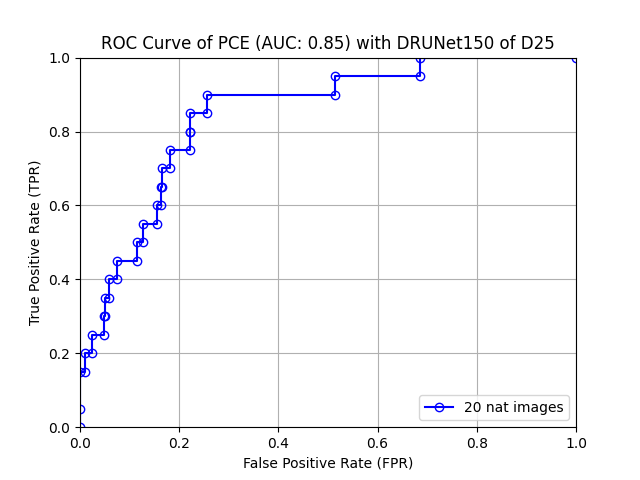 ROC Curve of PCE (AUC: 0.85) with DRUNet150 of D25
True Positive Rate (TPR)
1.0
0.8
0.6
0.4
0.2
0.0
20 nat images
0.0 0.2 0.4 0.6 0.8 1.0
False Positive Rate (FPR)